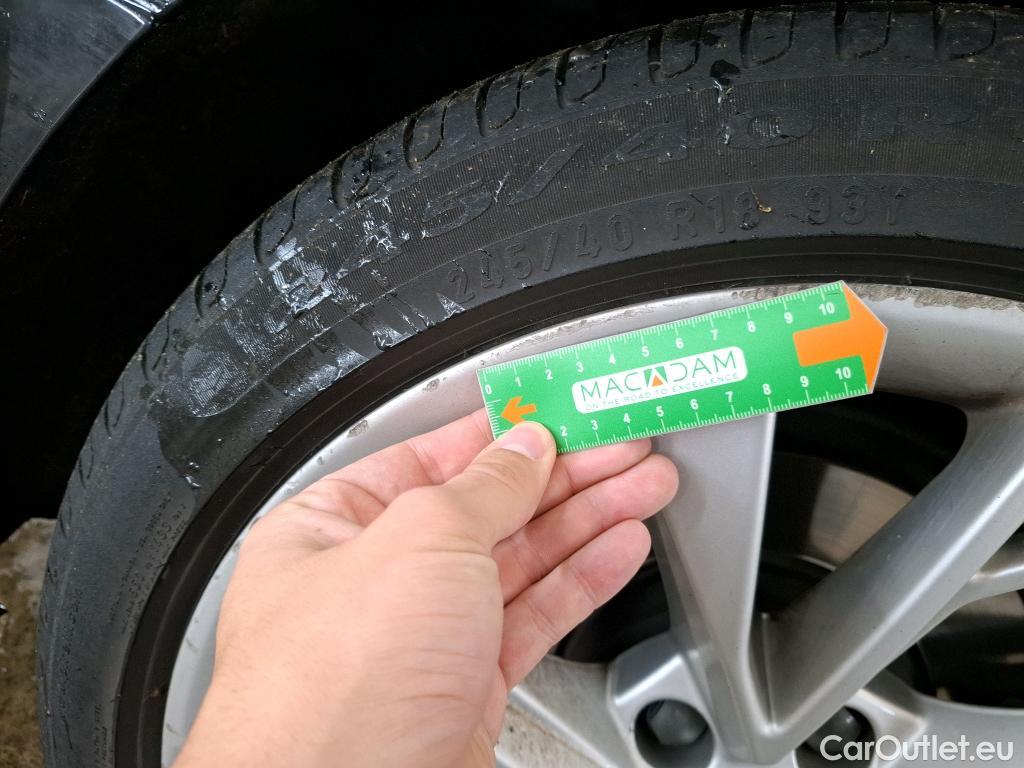 245/40 R
245/40 R18 93Y
0 1 2 3 4 5 6 7 8 9 10
MACADAM
ON THE ROAD TO EXCELLENCE
2 3 4 5 6 7 8 9 10
CarOutlet.eu